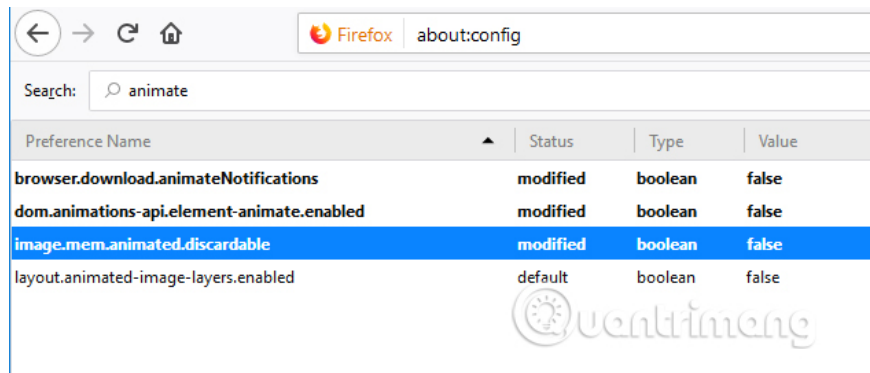 Firefox about:config
Search: animate
Preference Name Status Type Value
browser.download.animateNotifications modified boolean false
dom.animations-api.element-animate.enabled modified boolean false
image.mem.animated.discardable modified boolean false
layout.animated-image-layers.enabled default boolean false
Quantrimang